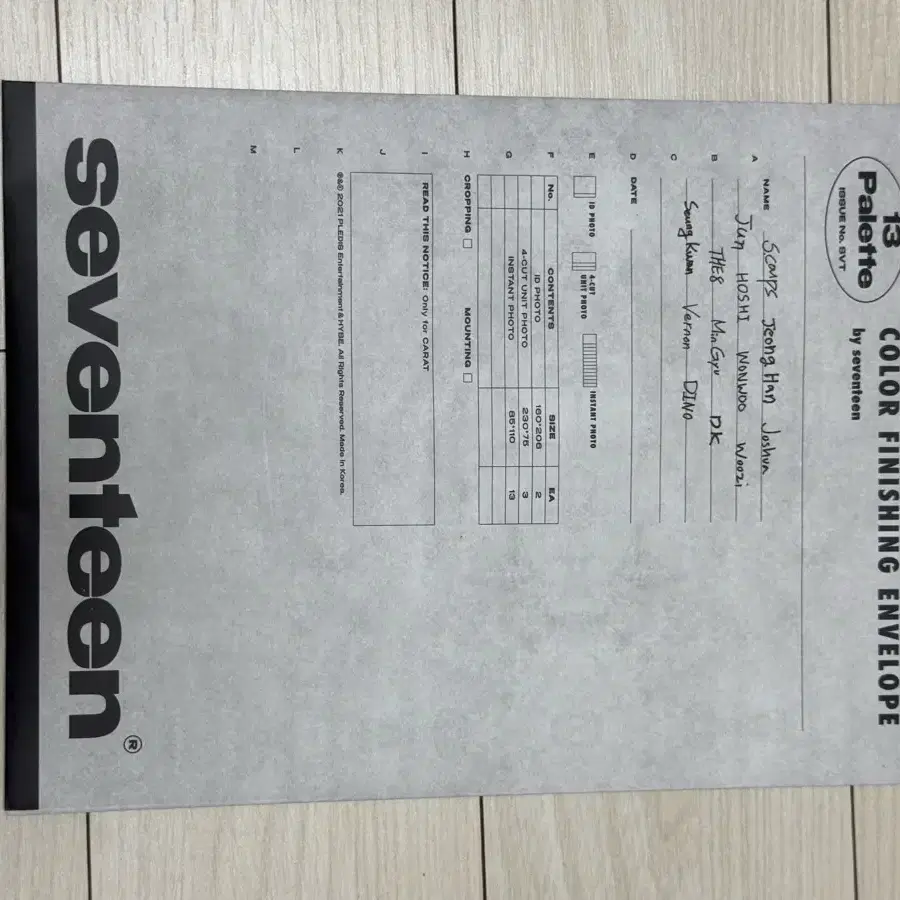 13.
Palette
ISSUE No. SVT
COLOR FINISHING ENVELOPE
by seventeen
A NAME Scoups JeongHan Joshua
Jun HOSHI WONWOO Woozi
B THE8 MinGyu DK
C SeungKwan Vernon DINO
D DATE
E ID PHOTO 4-CUT UNIT PHOTO INSTANT PHOTO
F No. CONTENTS SIZE EA
ID PHOTO 160*206 2
4-CUT UNIT PHOTO 230*75 3
G INSTANT PHOTO 85*110 13
H CROPPING MOUNTING
I READ THIS NOTICE: Only for CARAT
J
K ℗&© 2021 PLEDIS Entertainment & HYBE. All Rights Reserved. Made in Korea.
L
M
seventeen®